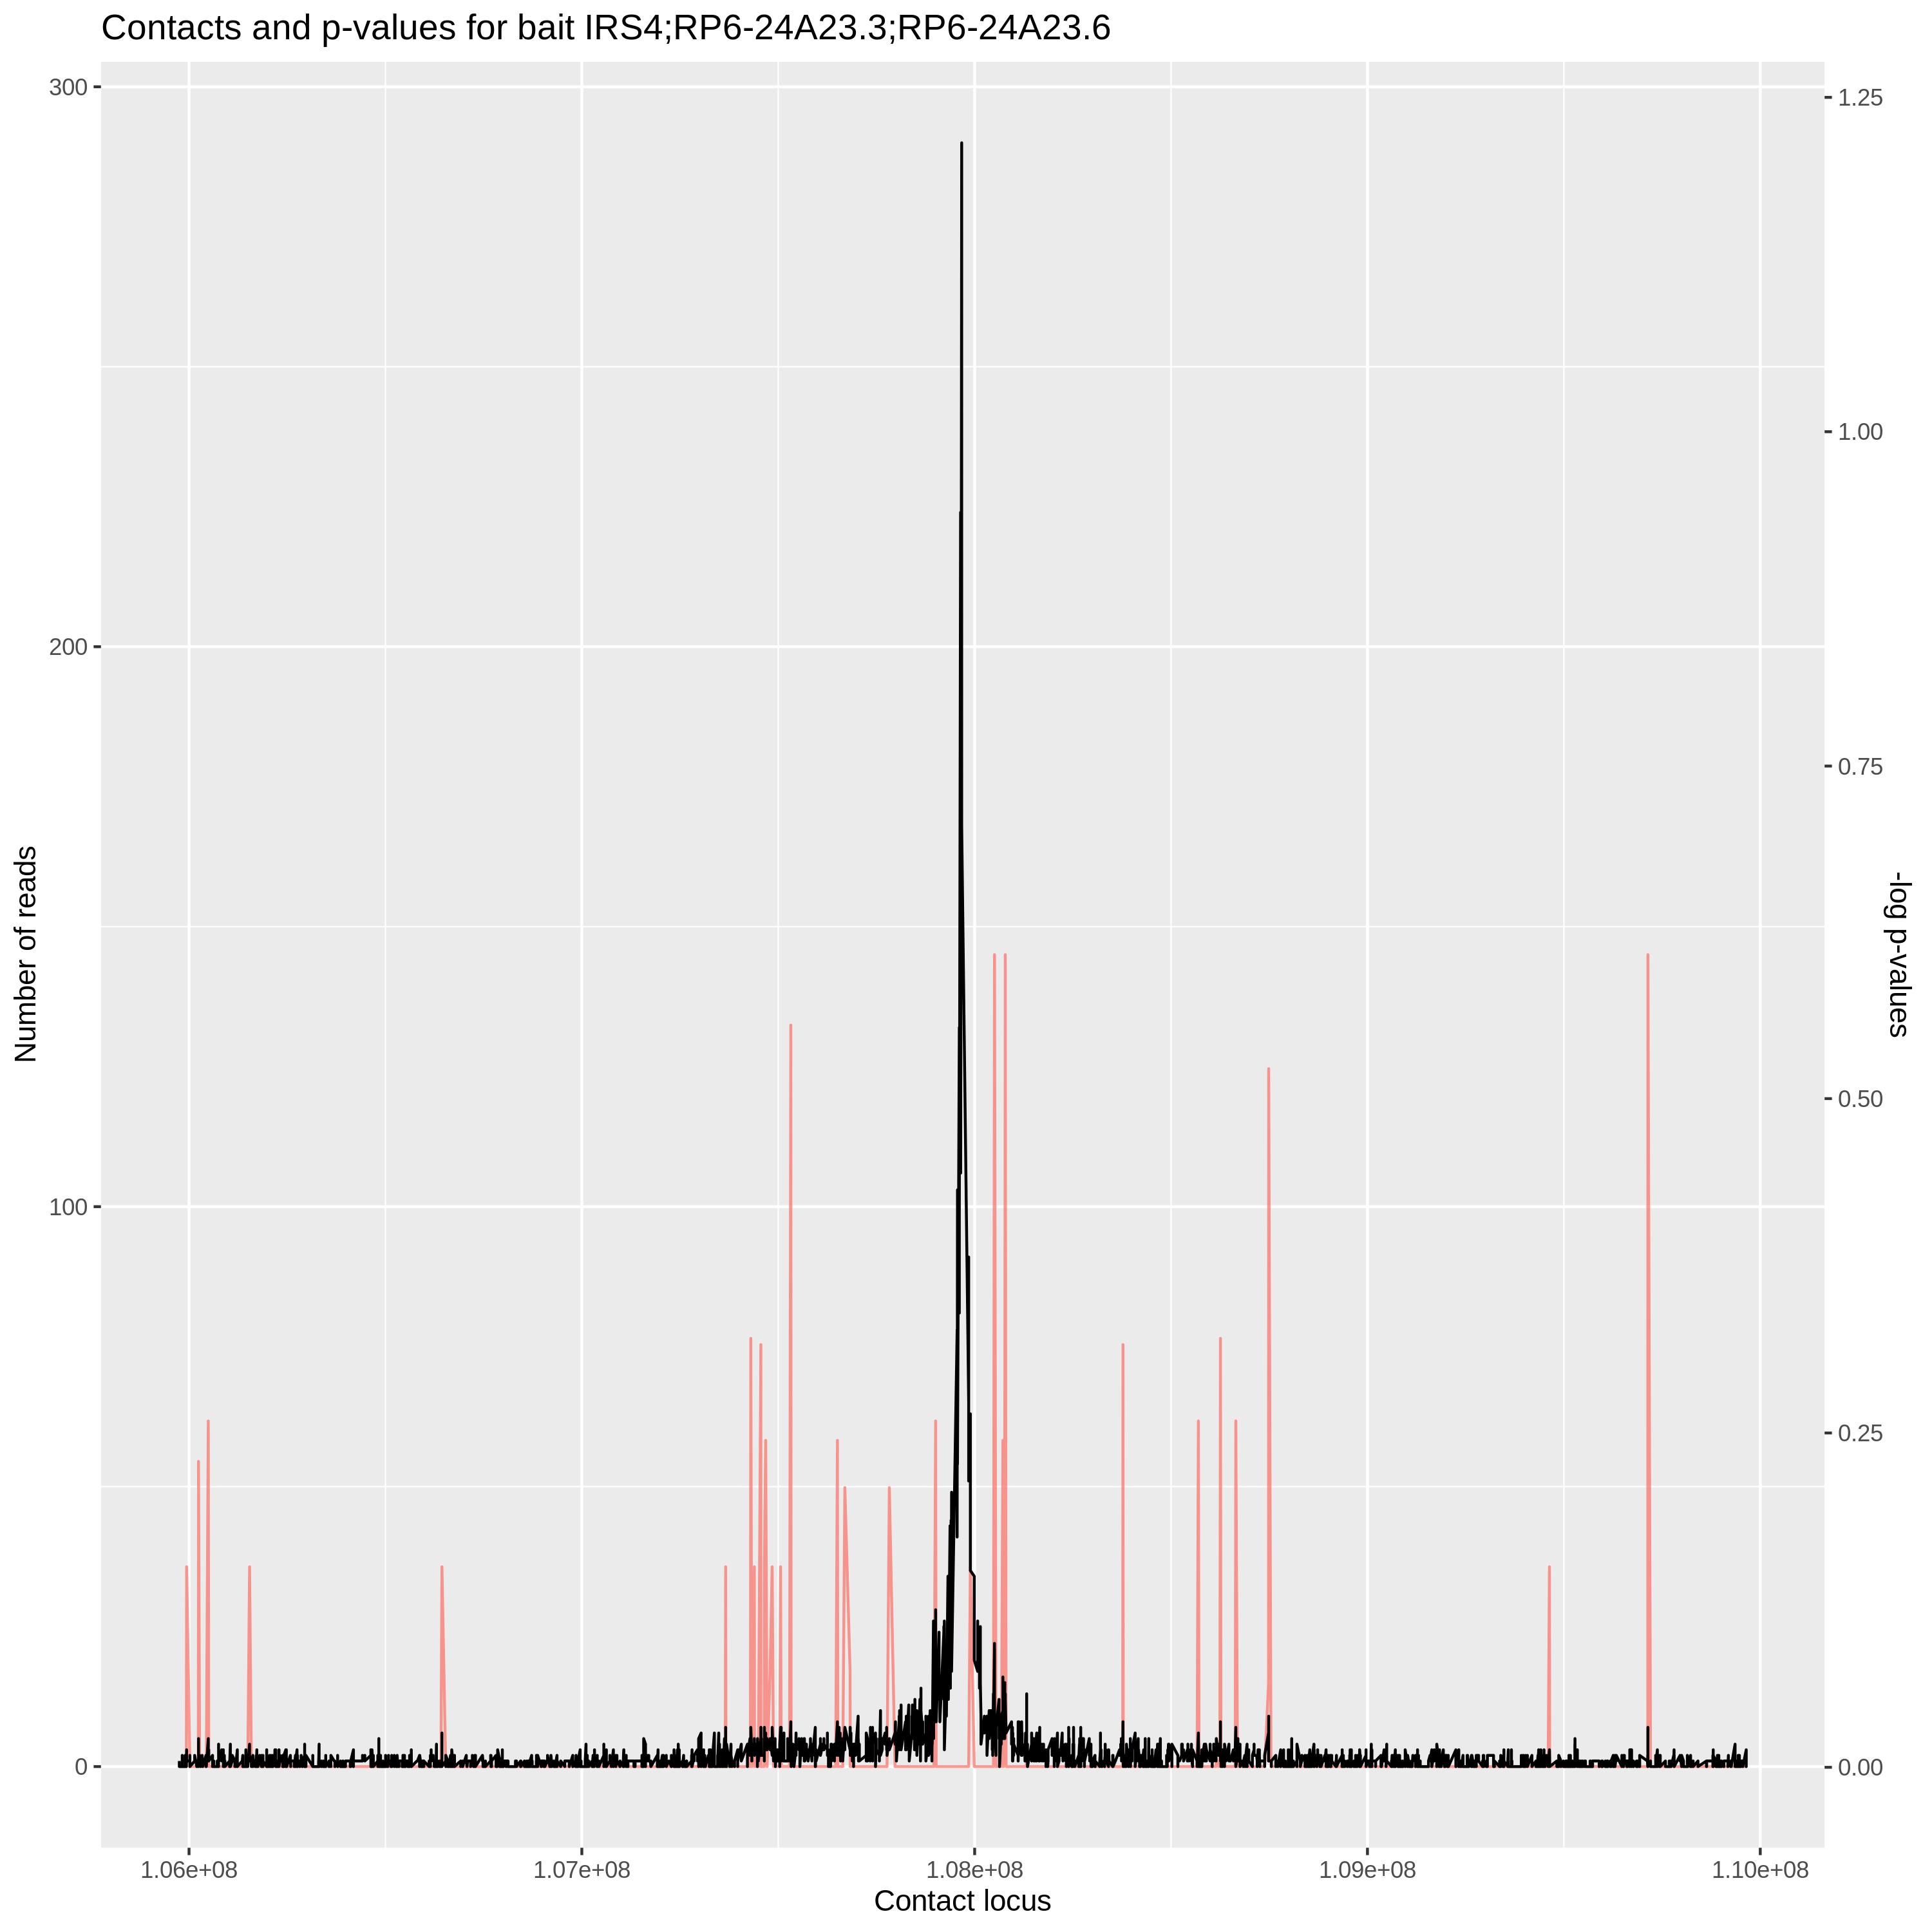 Contacts and p-values for bait IRS4;RP6-24A23.3;RP6-24A23.6
300
200
100
0
Number of reads
1.25
1.00
0.75
0.50
0.25
0.00
-log p-values
1.06e+08 1.07e+08 1.08e+08 1.09e+08 1.10e+08
Contact locus